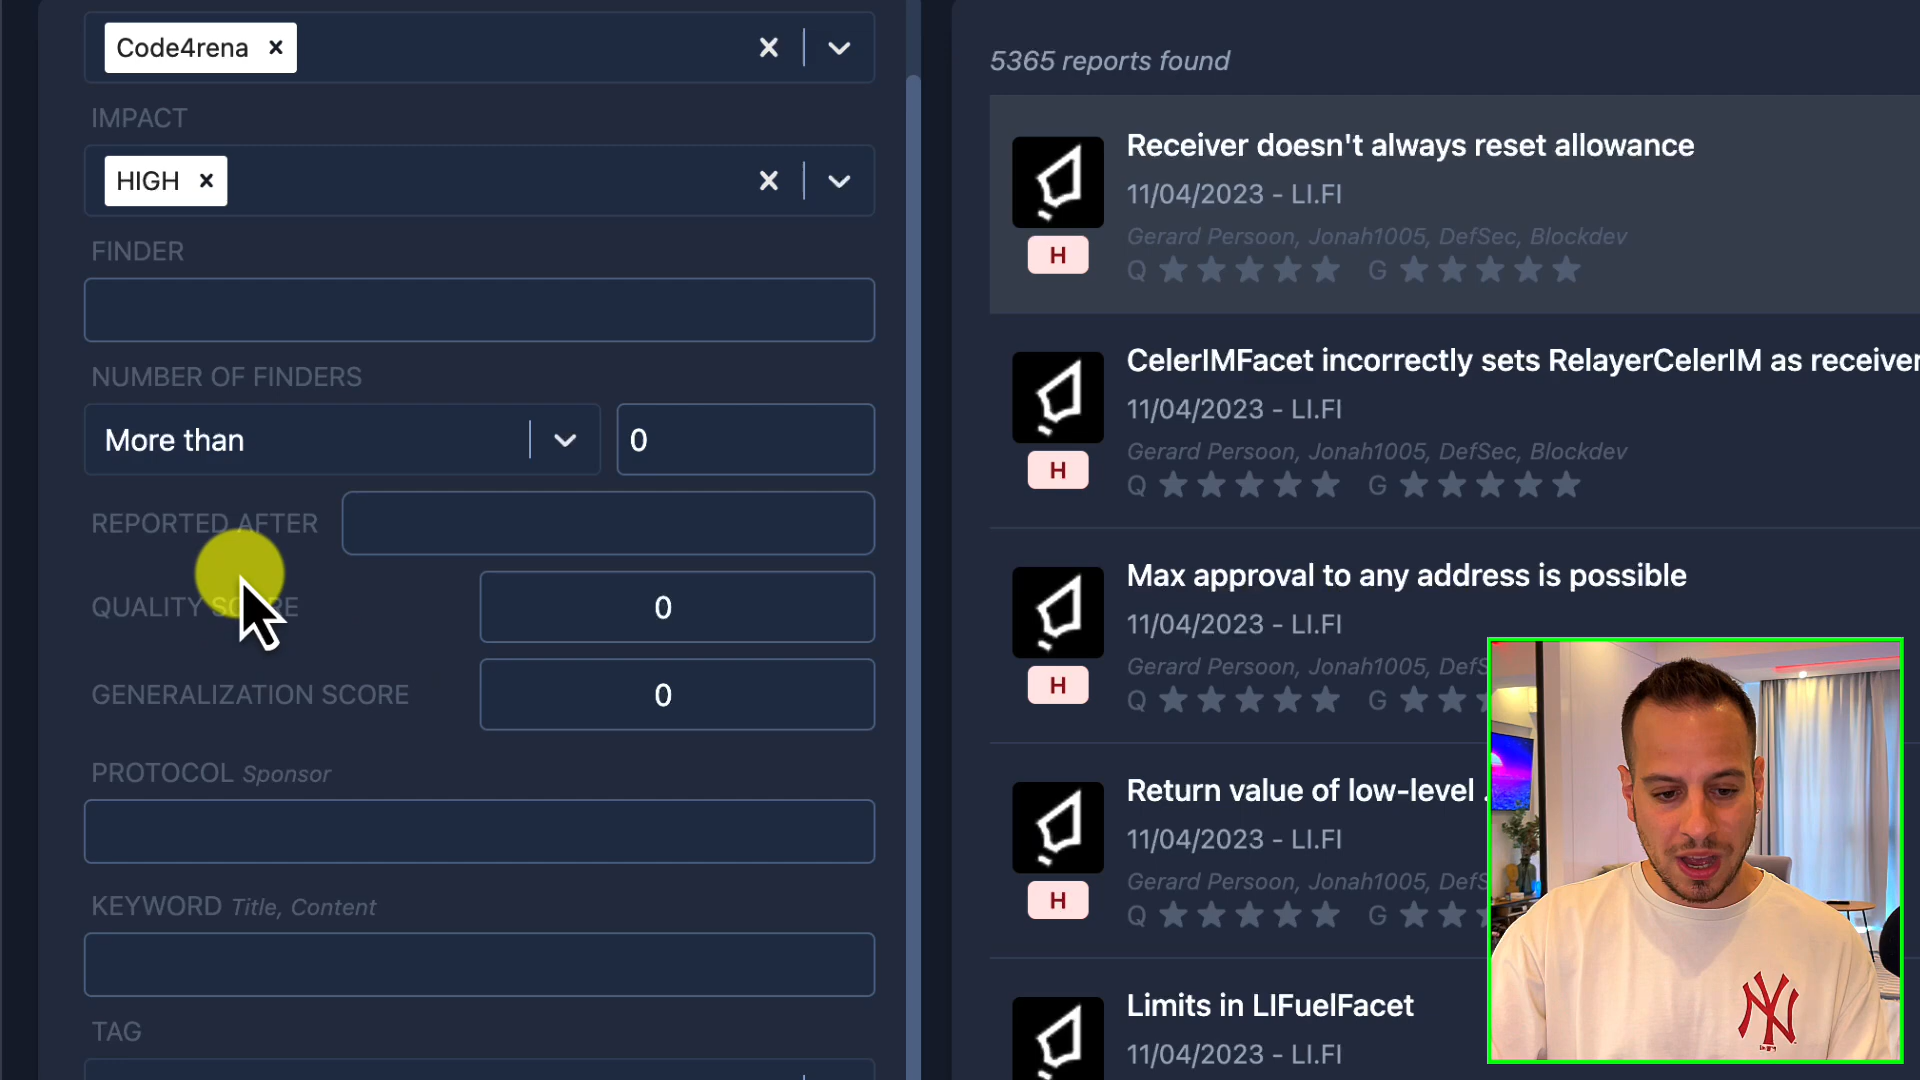 Code4rena
IMPACT
HIGH
FINDER
NUMBER OF FINDERS
More than
0
REPORTED AFTER
QUALITY SCORE
0
GENERALIZATION SCORE
0
PROTOCOL Sponsor
KEYWORD Title, Content
TAG
5365 reports found
Receiver doesn't always reset allowance
11/04/2023 - LI.FI
Gerard Persoon, Jonah1005, DefSec, Blockdev
H
Q G
CelerIMFacet incorrectly sets RelayerCelerIM as receiver
11/04/2023 - LI.FI
Gerard Persoon, Jonah1005, DefSec, Blockdev
H
Q G
Max approval to any address is possible
11/04/2023 - LI.FI
Gerard Persoon, Jonah1005, DefS
H
Q G
Return value of low-level .
11/04/2023 - LI.FI
Gerard Persoon, Jonah1005, DefS
H
Q G
Limits in LIFuelFacet
11/04/2023 - LI.FI
NY